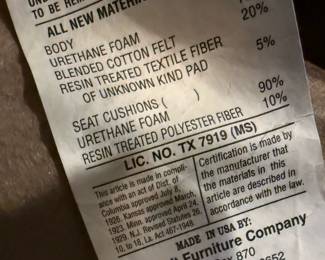 TO BE
ALL NEW MATERIAL
BODY
URETHANE FOAM 20%
BLENDED COTTON FELT
RESIN TREATED TEXTILE FIBER 5%
OF UNKNOWN KIND PAD
SEAT CUSHIONS ( )
URETHANE FOAM 90%
RESIN TREATED POLYESTER FIBER 10%
LIC. NO. TX 7919 (MS)
This article is made in compli-
ance with an act of Dist. of
Columbia approved July 8,
1926, Kansas approved March,
1923, Minn. approved April 24,
1929, N.J. Revised Statutes 26,
10, to 18, La. Act 467-1948.
Certification is made by
the manufacturer that
the materials in this
article are described in
accordance with the law.
MADE IN USA BY:
Furniture Company
870
3652